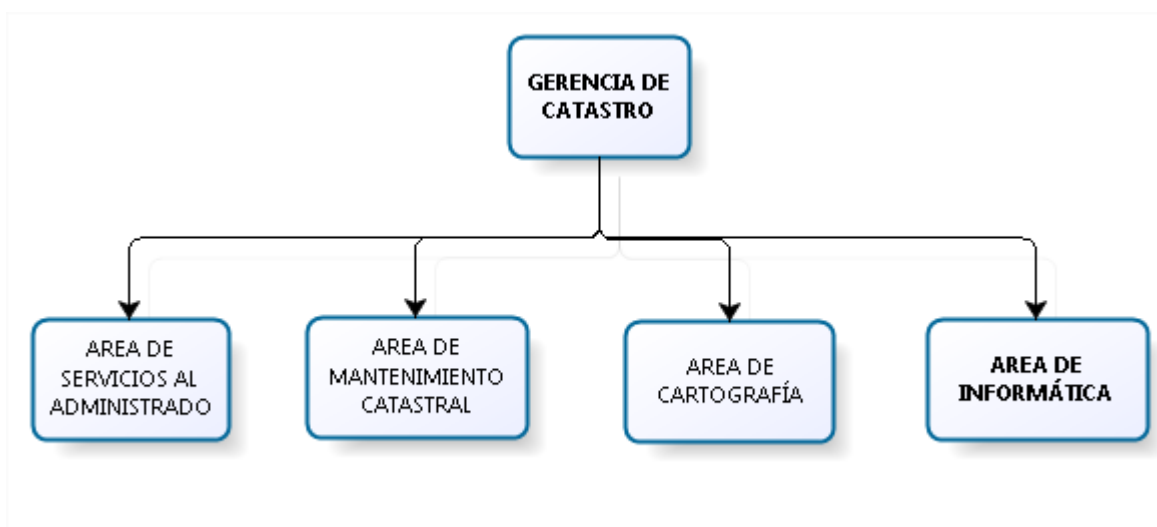 GERENCIA DE
CATASTRO
AREA DE
SERVICIOS AL
ADMINISTRADO
AREA DE
MANTENIMIENTO
CATASTRAL
AREA DE
CARTOGRAFÍA
AREA DE
INFORMÁTICA